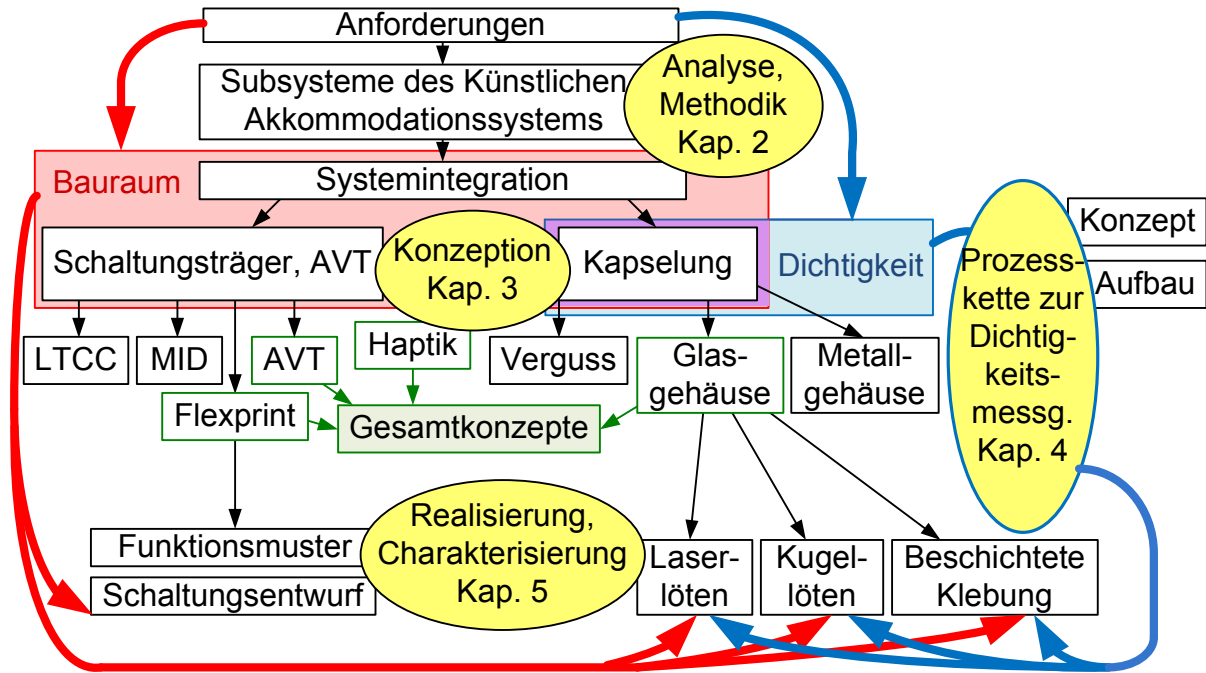 Anforderungen
Subsysteme des Künstlichen
Akkommodationssystems
Analyse,
Methodik
Kap. 2
Bauraum
Systemintegration
Schaltungsträger, AVT
Konzeption
Kap. 3
Kapselung
Dichtigkeit
Prozess-
kette zur
Dichtig-
keits-
messg.
Kap. 4
Konzept
Aufbau
LTCC
MID
AVT
Haptik
Verguss
Glas-
gehäuse
Metall-
gehäuse
Flexprint
Gesamtkonzepte
Funktionsmuster
Schaltungsentwurf
Realisierung,
Charakterisierung
Kap. 5
Laser-
löten
Kugel-
löten
Beschichtete
Klebung